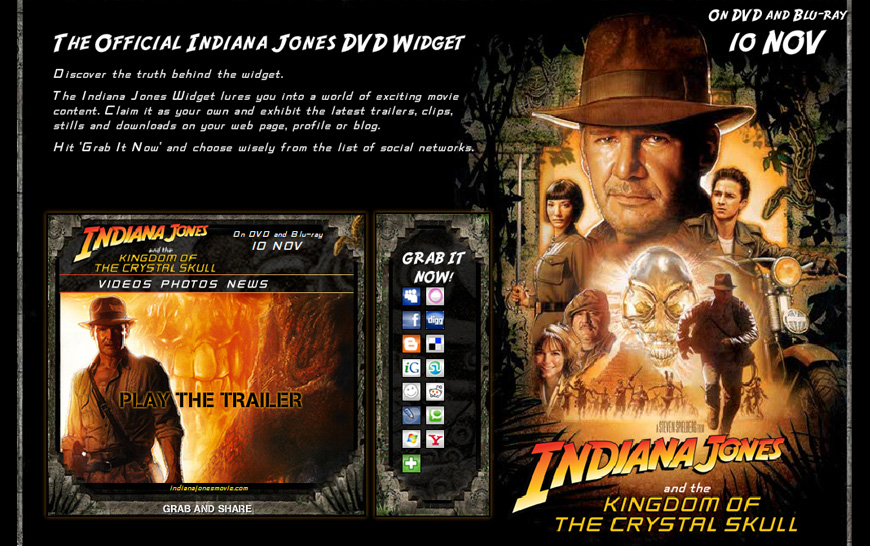 On DVD and Blu-ray
10 NOV
The Official Indiana Jones DVD Widget
Discover the truth behind the widget.
The Indiana Jones Widget lures you into a world of exciting movie
content. Claim it as your own and exhibit the latest trailers, clips,
stills and downloads on your web page, profile or blog.
Hit 'Grab It Now' and choose wisely from the list of social networks.
INDIANA JONES
and the
KINGDOM OF
THE CRYSTAL SKULL
On DVD and Blu-ray
10 NOV
VIDEOS PHOTOS NEWS
PLAY THE TRAILER
indianajonesmovie.com
GRAB AND SHARE
GRAB IT
NOW!
f
digg
iG
Y
A STEVEN SPIELBERG FILM
INDIANA JONES
and the
KINGDOM OF
THE CRYSTAL SKULL